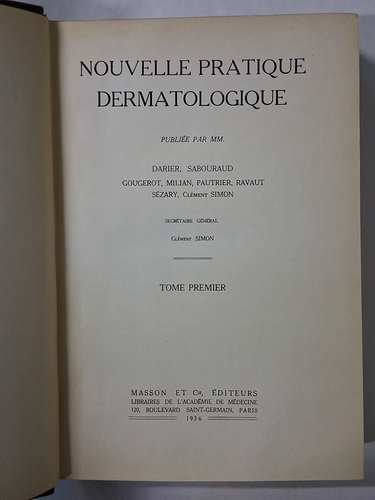 NOUVELLE PRATIQUE
DERMATOLOGIQUE
PUBLIÉE PAR MM.
DARIER, SABOURAUD
GOUGEROT, MILIAN, PAUTRIER, RAVAUT
SÉZARY, Clément SIMON
SECRÉTAIRE GÉNÉRAL
Clément SIMON
TOME PREMIER
MASSON ET Cie, ÉDITEURS
LIBRAIRES DE L'ACADÉMIE DE MÉDECINE
120, BOULEVARD SAINT-GERMAIN, PARIS
1936